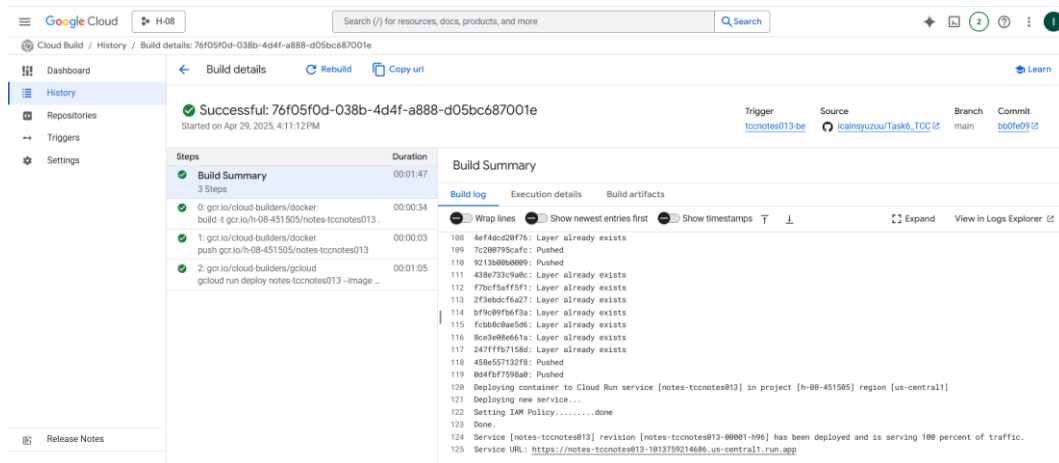 Google Cloud
H-08
Search (/) for resources, docs, products, and more
Search
2
I
Cloud Build / History / Build details: 76f05f0d-038b-4d4f-a888-d05bc687001e
Dashboard
History
Repositories
Triggers
Settings
Release Notes
Build details
Rebuild
Copy url
Learn
Successful: 76f05f0d-038b-4d4f-a888-d05bc687001e
Started on Apr 29, 2025, 4:11:12 PM
Trigger
tccnotes013-be
Source
icainsyuzuu/Task6_TCC
Branch
main
Commit
bb0fe09
Steps Duration
Build Summary 00:01:47
3 Steps
0: gcr.io/cloud-builders/docker 00:00:34
build -t gcr.io/h-08-451505/notes-tccnotes013 .
1: gcr.io/cloud-builders/docker 00:00:03
push gcr.io/h-08-451505/notes-tccnotes013
2: gcr.io/cloud-builders/gcloud 00:01:05
gcloud run deploy notes-tccnotes013 --image ...
Build Summary
Build log Execution details Build artifacts
Wrap lines Show newest entries first Show timestamps Expand View in Logs Explorer
108 4ef4dcd20f76: Layer already exists
109 7c200795cafc: Pushed
110 9213b00b0009: Pushed
111 438e733c9a0c: Layer already exists
112 f7bcf5aff5f1: Layer already exists
113 2f3ebdcf6a27: Layer already exists
114 bf9c09fb6f3a: Layer already exists
115 fcbb8c0ae5d6: Layer already exists
116 8ce3e08e661a: Layer already exists
117 247fffb7158d: Layer already exists
118 458e557132f8: Pushed
119 0d4fbf7598a0: Pushed
120 Deploying container to Cloud Run service [notes-tccnotes013] in project [h-08-451505] region [us-central1]
121 Deploying new service...
122 Setting IAM Policy.........done
123 Done.
124 Service [notes-tccnotes013] revision [notes-tccnotes013-00001-h96] has been deployed and is serving 100 percent of traffic.
125 Service URL: https://notes-tccnotes013-1013759214686.us-central1.run.app